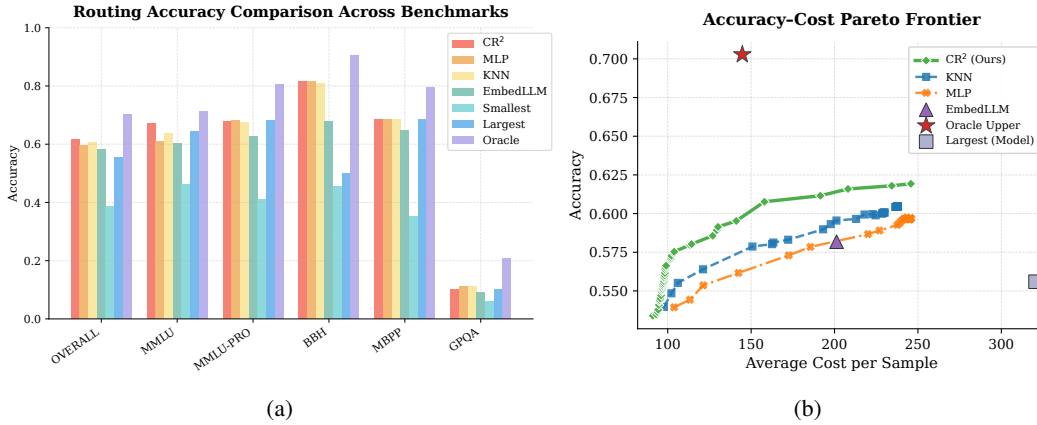 Routing Accuracy Comparison Across Benchmarks
1.0
0.8
0.6
0.4
0.2
0.0
Accuracy
CR²
MLP
KNN
EmbedLLM
Smallest
Largest
Oracle
OVERALL
MMLU
MMLU-PRO
BBH
MBPP
GPQA
(a)
Accuracy–Cost Pareto Frontier
0.700
0.675
0.650
0.625
0.600
0.575
0.550
Accuracy
CR² (Ours)
KNN
MLP
EmbedLLM
Oracle Upper
Largest (Model)
100 150 200 250 300
Average Cost per Sample
(b)